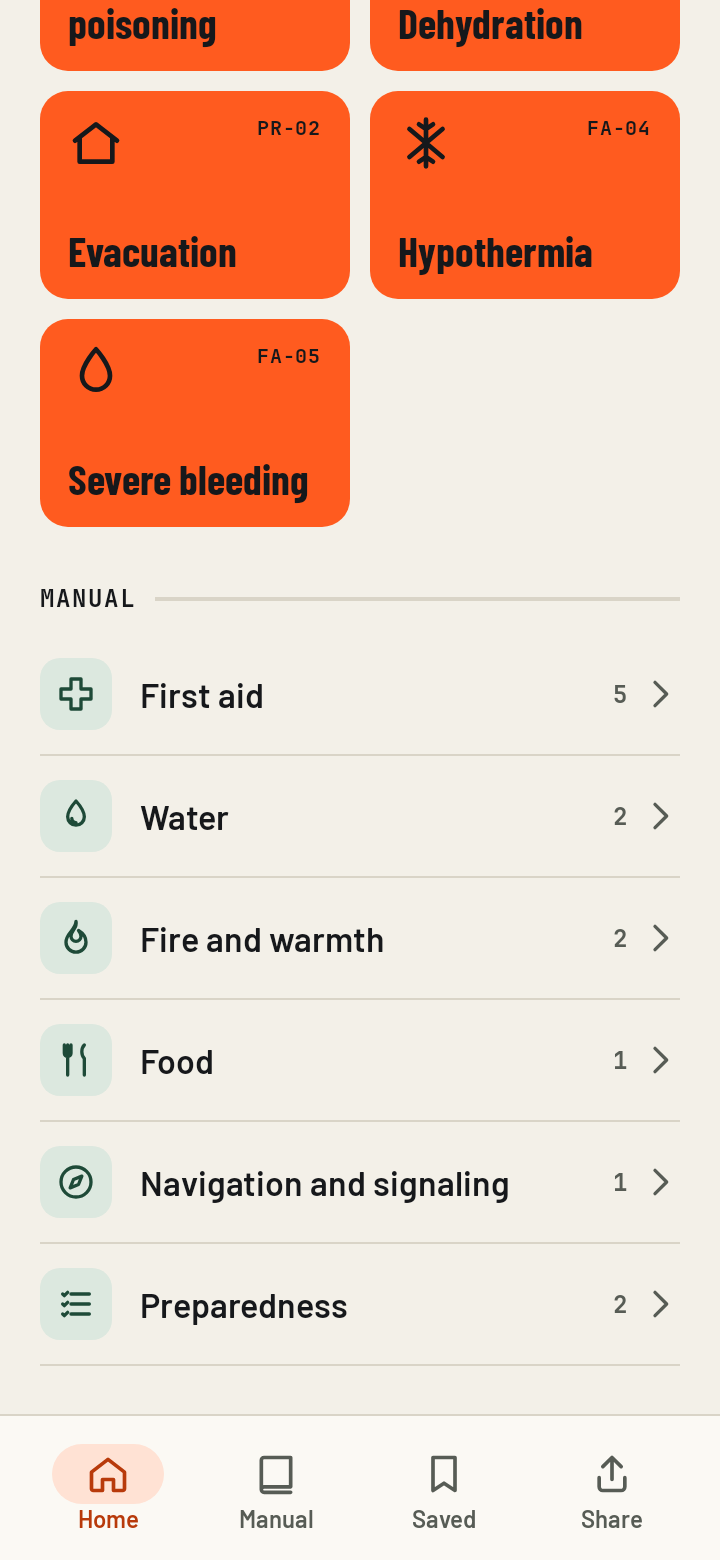 poisoning
Dehydration
PR-02
Evacuation
FA-04
Hypothermia
FA-05
Severe bleeding
MANUAL
First aid 5
Water 2
Fire and warmth 2
Food 1
Navigation and signaling 1
Preparedness 2
Home Manual Saved Share